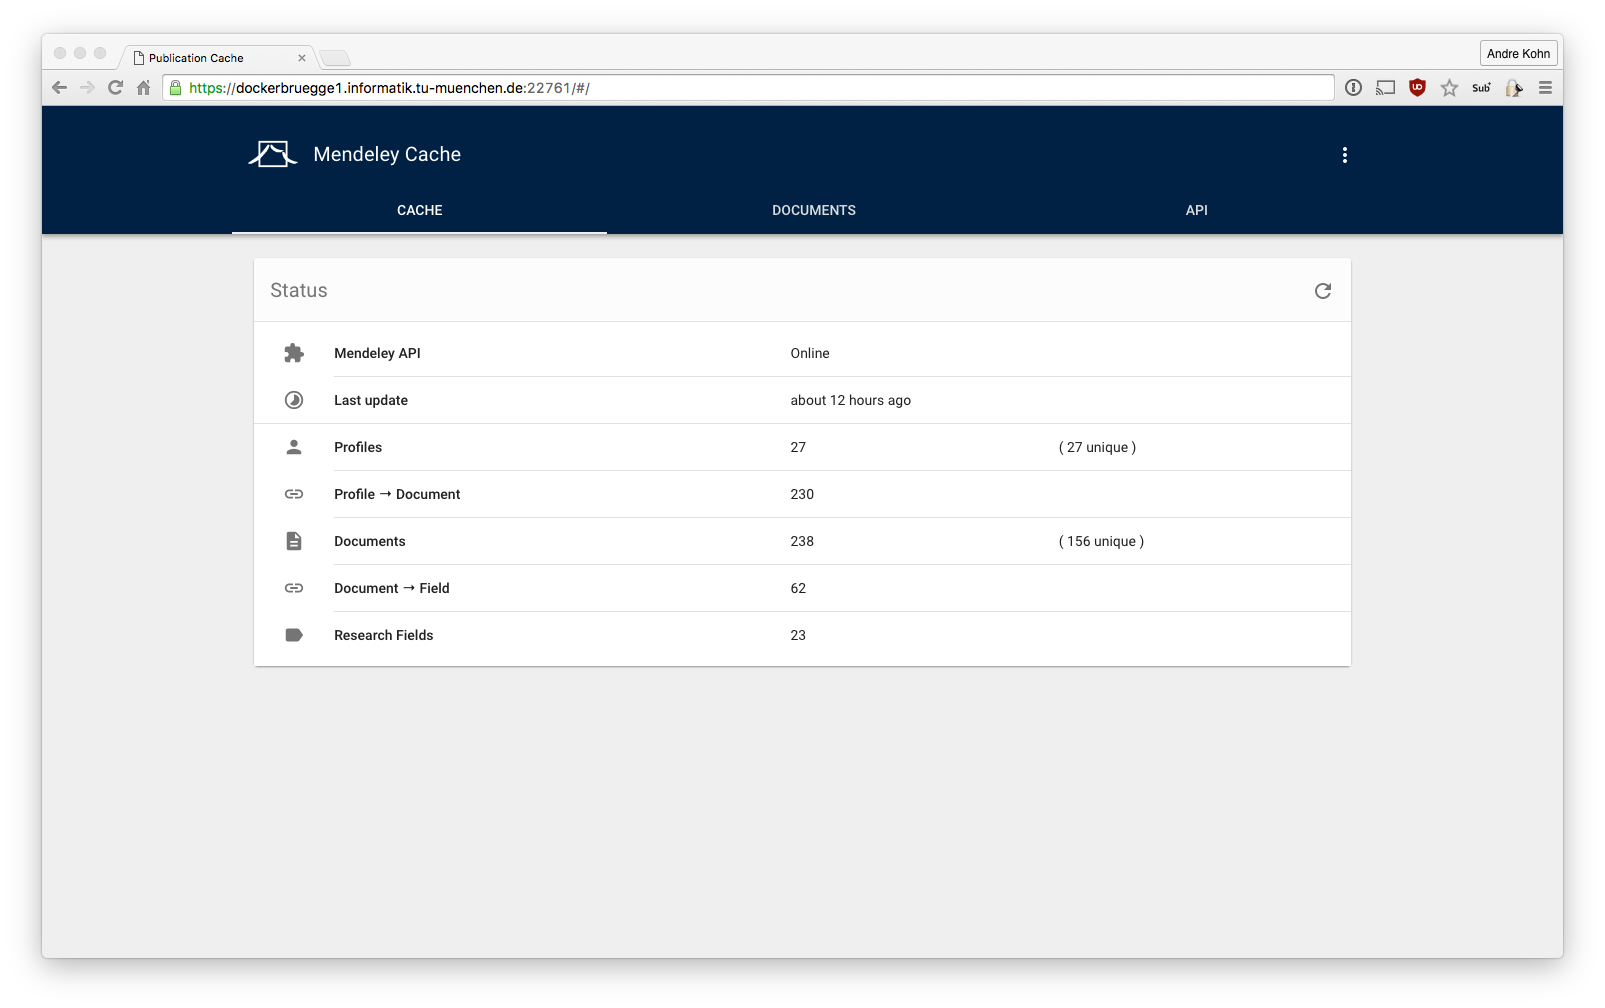 Publication Cache
Andre Kohn
https://dockerbruegge1.informatik.tu-muenchen.de:22761/#/
Sub+
Mendeley Cache
CACHE DOCUMENTS API
Status
Mendeley API Online
Last update about 12 hours ago
Profiles 27 ( 27 unique )
Profile → Document 230
Documents 238 ( 156 unique )
Document → Field 62
Research Fields 23